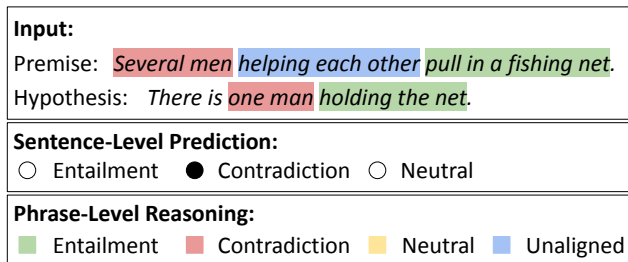 Input:
Premise: Several men helping each other pull in a fishing net.
Hypothesis: There is one man holding the net.
Sentence-Level Prediction:
Entailment Contradiction Neutral
Phrase-Level Reasoning:
Entailment Contradiction Neutral Unaligned